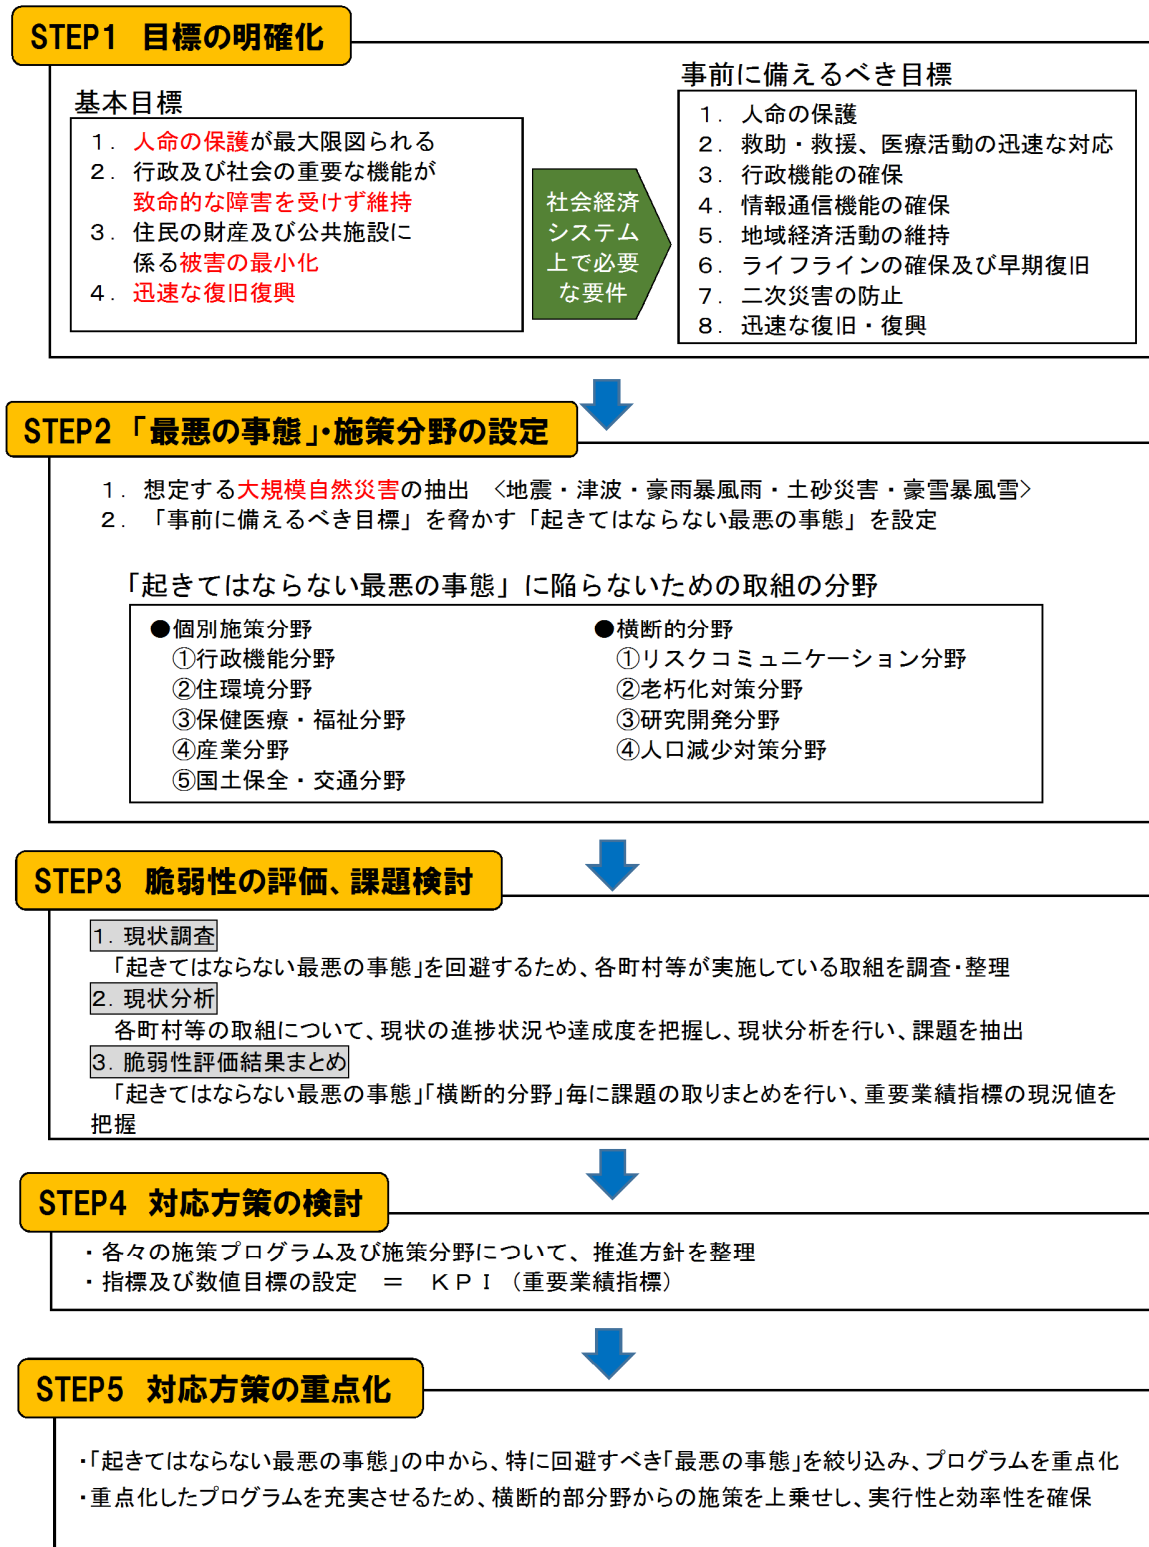 STEP1　目標の明確化
基本目標
１．人命の保護が最大限図られる
２．行政及び社会の重要な機能が
致命的な障害を受けず維持
３．住民の財産及び公共施設に
係る被害の最小化
４．迅速な復旧復興
社会経済
システム
上で必要
な要件
事前に備えるべき目標
１．人命の保護
２．救助・救援、医療活動の迅速な対応
３．行政機能の確保
４．情報通信機能の確保
５．地域経済活動の維持
６．ライフラインの確保及び早期復旧
７．二次災害の防止
８．迅速な復旧・復興
STEP2「最悪の事態」・施策分野の設定
１．想定する大規模自然災害の抽出　<地震・津波・豪雨暴風雨・土砂災害・豪雪暴風雪>
２．「事前に備えるべき目標」を脅かす「起きてはならない最悪の事態」を設定
「起きてはならない最悪の事態」に陥らないための取組の分野
●個別施策分野
①行政機能分野
②住環境分野
③保健医療・福祉分野
④産業分野
⑤国土保全・交通分野
●横断的分野
①リスクコミュニケーション分野
②老朽化対策分野
③研究開発分野
④人口減少対策分野
STEP3　脆弱性の評価、課題検討
１．現状調査
「起きてはならない最悪の事態」を回避するため、各町村等が実施している取組を調査・整理
２．現状分析
各町村等の取組について、現状の進捗状況や達成度を把握し、現状分析を行い、課題を抽出
３．脆弱性評価結果まとめ
「起きてはならない最悪の事態」「横断的分野」毎に課題の取りまとめを行い、重要業績指標の現況値を
把握
STEP4　対応方策の検討
・各々の施策プログラム及び施策分野について、推進方針を整理
・指標及び数値目標の設定　＝　ＫＰＩ（重要業績指標）
STEP5　対応方策の重点化
・「起きてはならない最悪の事態」の中から、特に回避すべき「最悪の事態」を絞り込み、プログラムを重点化
・重点化したプログラムを充実させるため、横断的部分野からの施策を上乗せし、実行性と効率性を確保